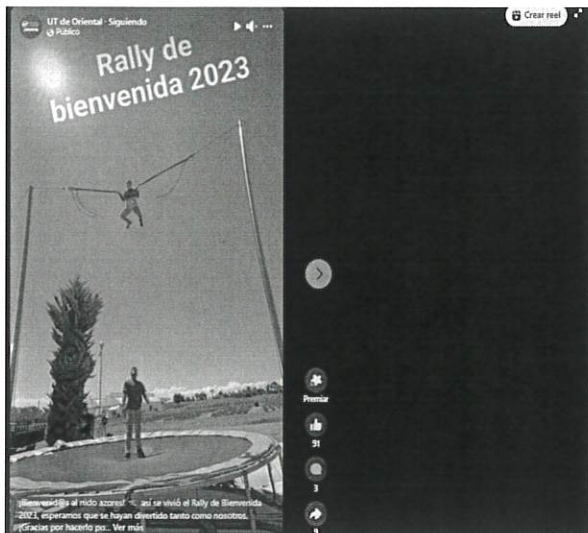 UT de Oriental · Siguiendo
Público
Crear reel
Rally de
bienvenida 2023
Premiar
91
3
9
¡Bienvenid@s al nido azores! así se vivió el Rally de Bienvenida
2023, esperamos que se hayan divertido tanto como nosotros.
¡Gracias por hacerlo po... Ver más